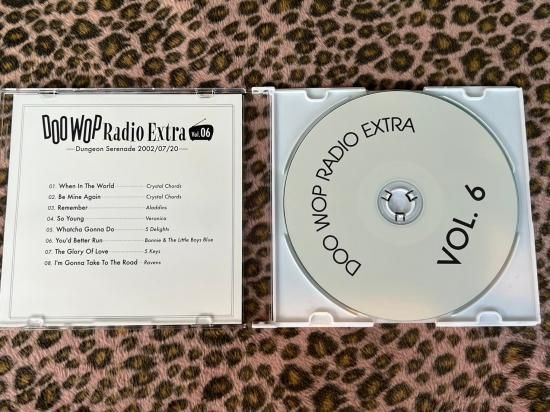 DOO WOP Radio Extra Vol. 06
Dungeon Serenade 2002/07/20
01. When In The World Crystal Chords
02. Be Mine Again Crystal Chords
03. Remember Aladdins
04. So Young Veronica
05. Whatcha Gonna Do 5 Delights
06. You'd Better Run Bonnie & The Little Boys Blue
07. The Glory Of Love 5 Keys
08. I'm Gonna Take To The Road Ravens
DOO WOP RADIO EXTRA
VOL. 6